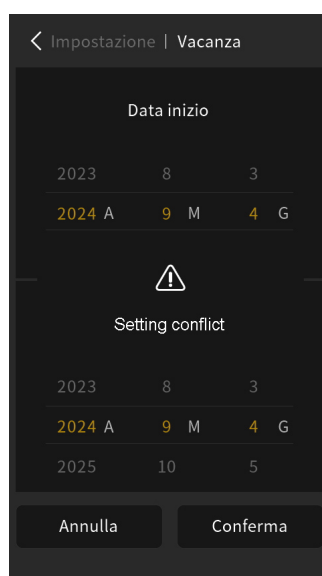 Impostazione | Vacanza
Data inizio
2023 8 3
2024 A 9 M 4 G
Setting conflict
2023 8 3
2024 A 9 M 4 G
2025 10 5
Annulla Conferma